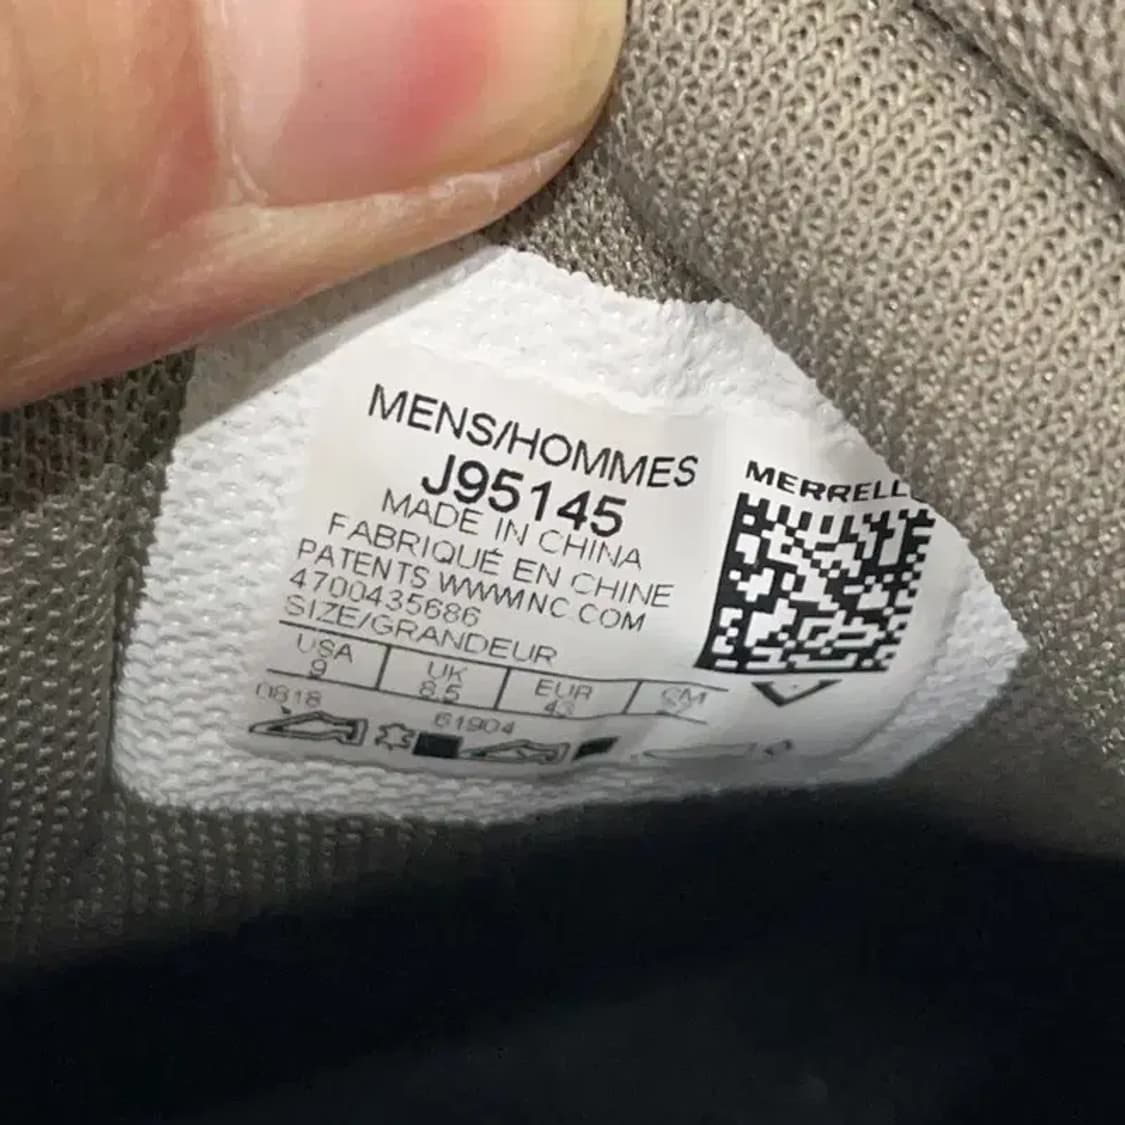 MENS/HOMMES
J95145
MADE IN CHINA
FABRIQUÉ EN CHINE
PATENTS WWW.WWWNC.COM
4700435686
SIZE/GRANDEUR
USA UK EUR CM
9 8.5 43
0818
61904
MERRELL